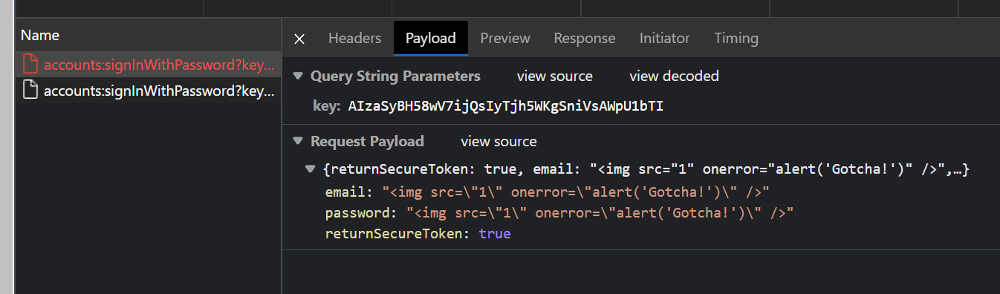 Name
Headers Payload Preview Response Initiator Timing
accounts:signInWithPassword?key...
accounts:signInWithPassword?key...
Query String Parameters view source view decoded
key: AIzaSyBH58wV7ijQsIyTjh5WKgSniVsAWpU1bTI
Request Payload view source
{returnSecureToken: true, email: "<img src="1" onerror="alert('Gotcha!')" />",…}
email: "<img src=\"1\" onerror=\"alert('Gotcha!')\" />"
password: "<img src=\"1\" onerror=\"alert('Gotcha!')\" />"
returnSecureToken: true